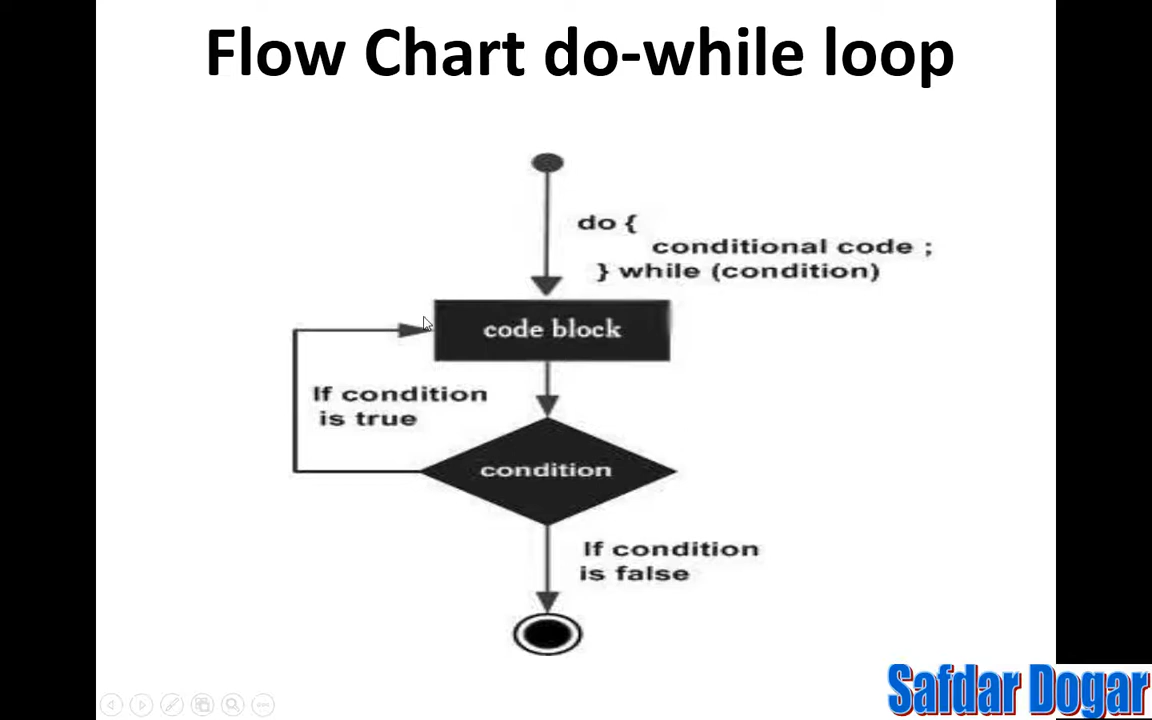 Flow Chart do-while loop
do {
conditional code ;
} while (condition)
code block
If condition
is true
condition
If condition
is false
Safdar Dogar